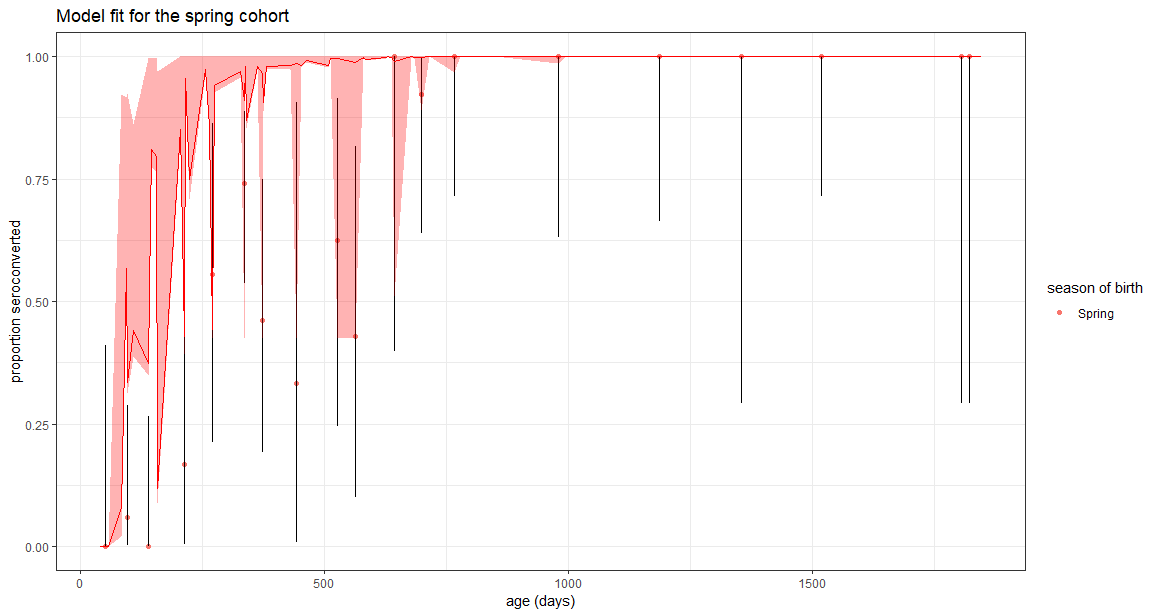 Model fit for the spring cohort
proportion seroconverted
1.00
0.75
0.50
0.25
0.00
0
500
1000
1500
age (days)
season of birth
Spring